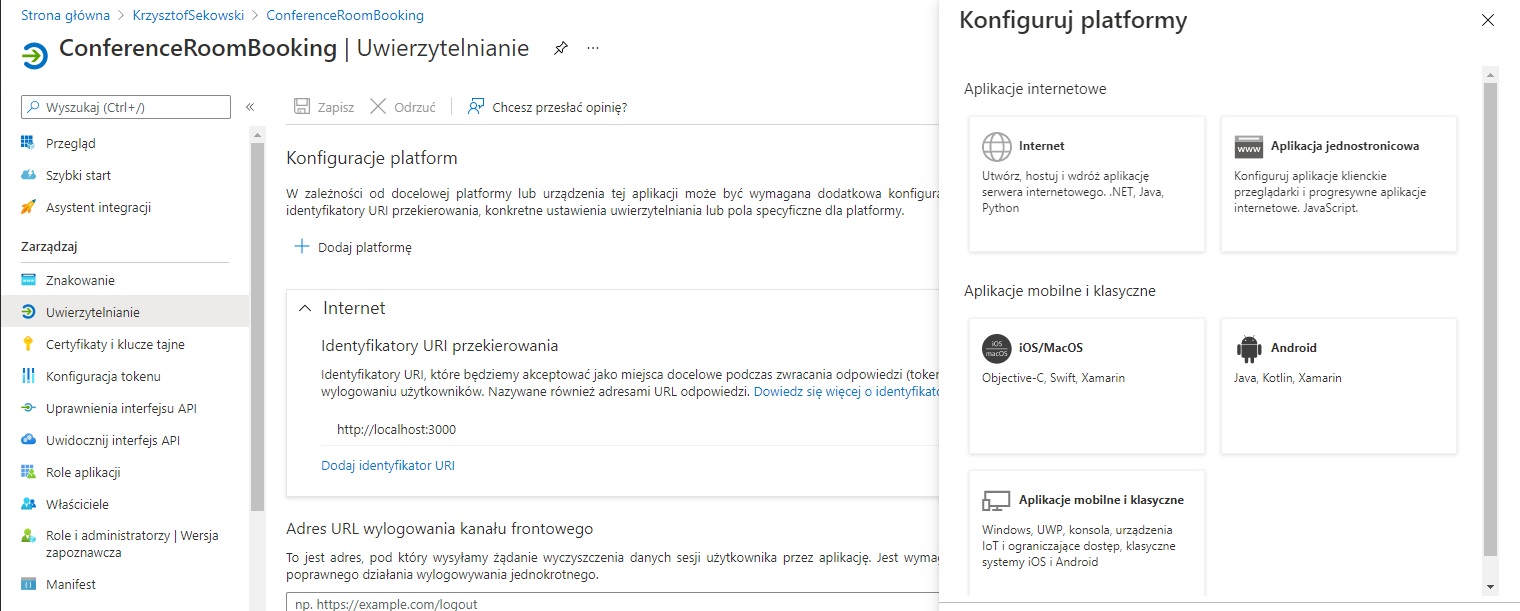 Strona główna > KrzysztofSekowski > ConferenceRoomBooking
ConferenceRoomBooking | Uwierzytelnianie
Wyszukaj (Ctrl+/)
Przegląd
Szybki start
Asystent integracji
Zarządzaj
Znakowanie
Uwierzytelnianie
Certyfikaty i klucze tajne
Konfiguracja tokenu
Uprawnienia interfejsu API
Uwidocznij interfejs API
Role aplikacji
Właściciele
Role i administratorzy | Wersja
zapoznawcza
Manifest
Zapisz Odrzuć Chcesz przesłać opinię?
Konfiguracje platform
W zależności od docelowej platformy lub urządzenia tej aplikacji może być wymagana dodatkowa konfigura
identyfikatory URI przekierowania, konkretne ustawienia uwierzytelniania lub pola specyficzne dla platformy.
Dodaj platformę
Internet
Identyfikatory URI przekierowania
Identyfikatory URI, które będziemy akceptować jako miejsca docelowe podczas zwracania odpowiedzi (token
wylogowaniu użytkowników. Nazywane również adresami URL odpowiedzi. Dowiedz się więcej o identyfikato
http://localhost:3000
Dodaj identyfikator URI
Adres URL wylogowania kanału frontowego
To jest adres, pod który wysyłamy żądanie wyczyszczenia danych sesji użytkownika przez aplikację. Jest wymag
poprawnego działania wylogowywania jednokrotnego.
np. https://example.com/logout
Konfiguruj platformy
Aplikacje internetowe
Internet
Utwórz, hostuj i wdróż aplikację
serwera internetowego. .NET, Java,
Python
www
Aplikacja jednostronicowa
Konfiguruj aplikacje klienckie
przeglądarki i progresywne aplikacje
internetowe. JavaScript.
Aplikacje mobilne i klasyczne
iOS
macOS
iOS/MacOS
Objective-C, Swift, Xamarin
Android
Java, Kotlin, Xamarin
Aplikacje mobilne i klasyczne
Windows, UWP, konsola, urządzenia
IoT i ograniczające dostęp, klasyczne
systemy iOS i Android